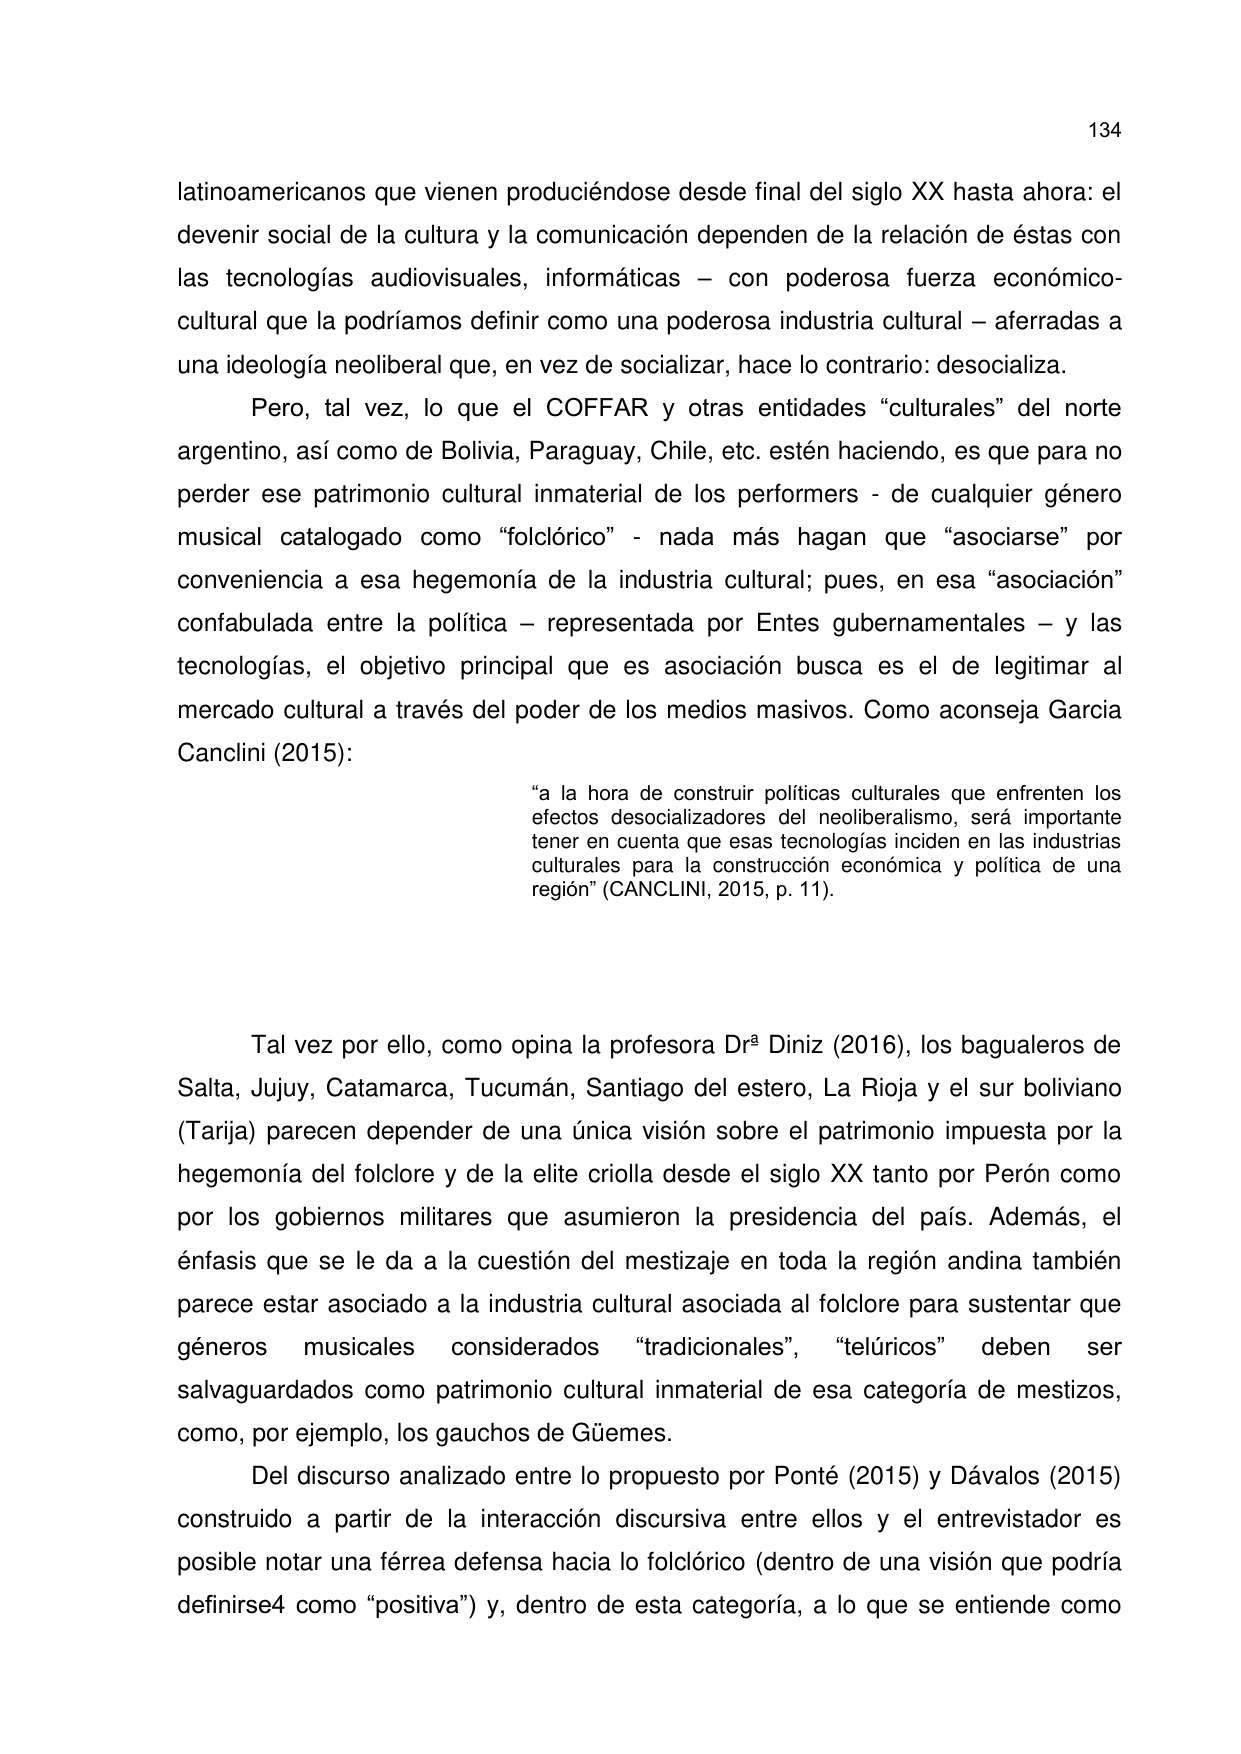 134
latinoamericanos que vienen produciéndose desde final del siglo XX hasta ahora: el
devenir social de la cultura y la comunicación dependen de la relación de éstas con
las tecnologías audiovisuales, informáticas – con poderosa fuerza económico-
cultural que la podríamos definir como una poderosa industria cultural – aferradas a
una ideología neoliberal que, en vez de socializar, hace lo contrario: desocializa.
Pero, tal vez, lo que el COFFAR y otras entidades “culturales” del norte
argentino, así como de Bolivia, Paraguay, Chile, etc. estén haciendo, es que para no
perder ese patrimonio cultural inmaterial de los performers - de cualquier género
musical catalogado como “folclórico” - nada más hagan que “asociarse” por
conveniencia a esa hegemonía de la industria cultural; pues, en esa “asociación”
confabulada entre la política – representada por Entes gubernamentales – y las
tecnologías, el objetivo principal que es asociación busca es el de legitimar al
mercado cultural a través del poder de los medios masivos. Como aconseja Garcia
Canclini (2015):
“a la hora de construir políticas culturales que enfrenten los
efectos desocializadores del neoliberalismo, será importante
tener en cuenta que esas tecnologías inciden en las industrias
culturales para la construcción económica y política de una
región” (CANCLINI, 2015, p. 11).
Tal vez por ello, como opina la profesora Drª Diniz (2016), los bagualeros de
Salta, Jujuy, Catamarca, Tucumán, Santiago del estero, La Rioja y el sur boliviano
(Tarija) parecen depender de una única visión sobre el patrimonio impuesta por la
hegemonía del folclore y de la elite criolla desde el siglo XX tanto por Perón como
por los gobiernos militares que asumieron la presidencia del país. Además, el
énfasis que se le da a la cuestión del mestizaje en toda la región andina también
parece estar asociado a la industria cultural asociada al folclore para sustentar que
géneros musicales considerados “tradicionales”, “telúricos” deben ser
salvaguardados como patrimonio cultural inmaterial de esa categoría de mestizos,
como, por ejemplo, los gauchos de Güemes.
Del discurso analizado entre lo propuesto por Ponté (2015) y Dávalos (2015)
construido a partir de la interacción discursiva entre ellos y el entrevistador es
posible notar una férrea defensa hacia lo folclórico (dentro de una visión que podría
definirse4 como “positiva”) y, dentro de esta categoría, a lo que se entiende como